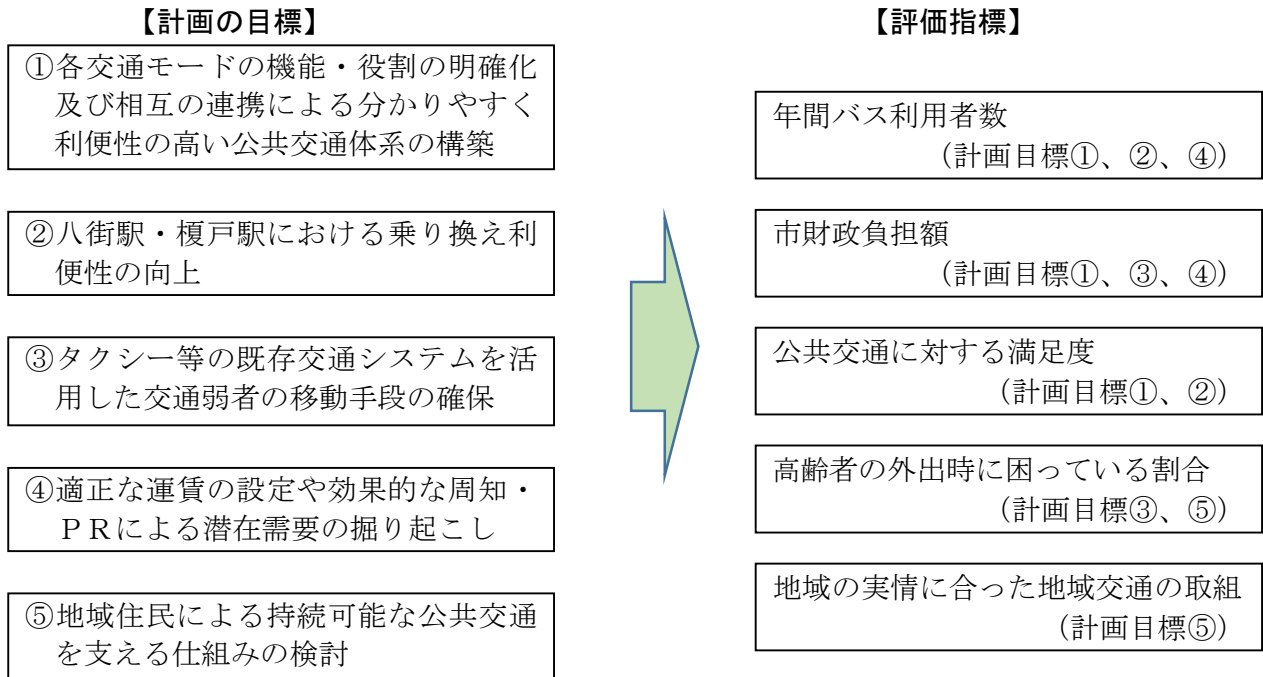 【計画の目標】
①各交通モードの機能・役割の明確化
及び相互の連携による分かりやすく
利便性の高い公共交通体系の構築
②八街駅・榎戸駅における乗り換え利
便性の向上
③タクシー等の既存交通システムを活
用した交通弱者の移動手段の確保
④適正な運賃の設定や効果的な周知・
ＰＲによる潜在需要の掘り起こし
⑤地域住民による持続可能な公共交通
を支える仕組みの検討
【評価指標】
年間バス利用者数
（計画目標①、②、④）
市財政負担額
（計画目標①、③、④）
公共交通に対する満足度
（計画目標①、②）
高齢者の外出時に困っている割合
（計画目標③、⑤）
地域の実情に合った地域交通の取組
（計画目標⑤）